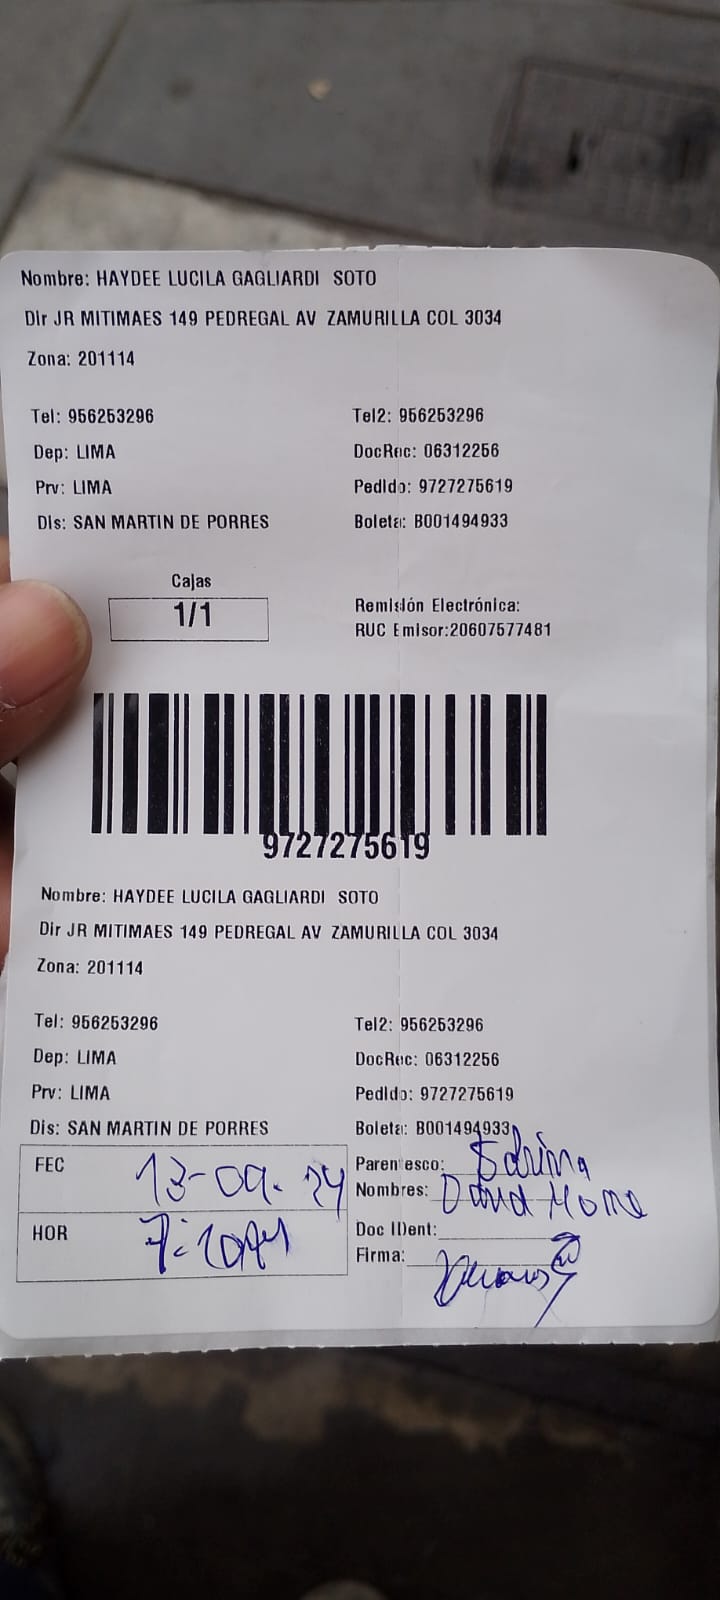 Nombre: HAYDEE LUCILA GAGLIARDI SOTO
Dir JR MITIMAES 149 PEDREGAL AV ZAMURILLA COL 3034
Zona: 201114
Tel: 956253296 Tel2: 956253296
Dep: LIMA DocRec: 06312256
Prv: LIMA Pedido: 9727275619
Dis: SAN MARTIN DE PORRES Boleta: B001494933
Cajas
1/1
Remisión Electrónica:
RUC Emisor:20607577481
9727275619
Nombre: HAYDEE LUCILA GAGLIARDI SOTO
Dir JR MITIMAES 149 PEDREGAL AV ZAMURILLA COL 3034
Zona: 201114
Tel: 956253296 Tel2: 956253296
Dep: LIMA DocRec: 06312256
Prv: LIMA Pedido: 9727275619
Dis: SAN MARTIN DE PORRES Boleta: B001494933
FEC 13-09-24 Parentesco:
Nombres:
HOR Doc IDent:
Firma: